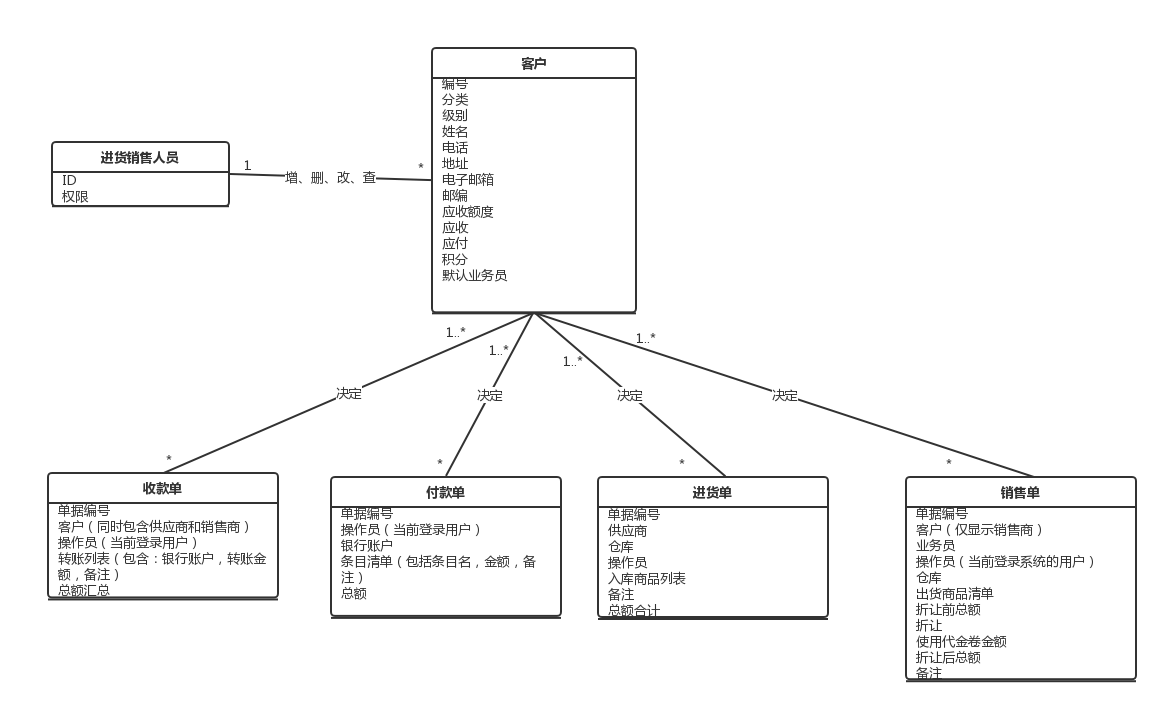 客户
编号
分类
级别
姓名
电话
地址
电子邮箱
邮编
应收额度
应收
应付
积分
默认业务员
进货销售人员
ID
权限
1
增、删、改、查
*
1..*
1..*
1..*
1..*
决定
决定
决定
决定
*
*
*
*
收款单
单据编号
客户（同时包含供应商和销售商）
操作员（当前登录用户）
转账列表（包含：银行账户，转账金
额，备注）
总额汇总
付款单
单据编号
操作员（当前登录用户）
银行账户
条目清单（包括条目名，金额，备
注）
总额
进货单
单据编号
供应商
仓库
操作员
入库商品列表
备注
总额合计
销售单
单据编号
客户（仅显示销售商）
业务员
操作员（当前登录系统的用户）
仓库
出货商品清单
折让前总额
折让
使用代金卷金额
折让后总额
备注